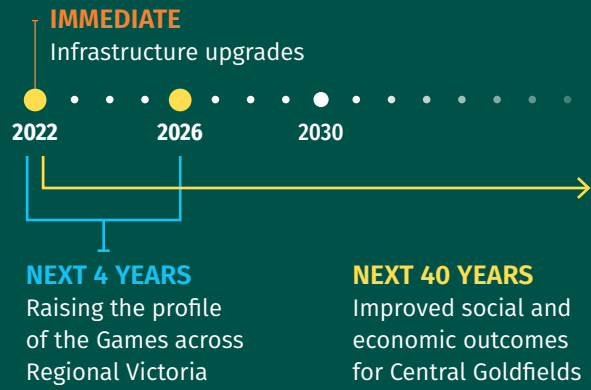 IMMEDIATE
Infrastructure upgrades
2022 2026 2030
NEXT 4 YEARS
Raising the profile
of the Games across
Regional Victoria
NEXT 40 YEARS
Improved social and
economic outcomes
for Central Goldfields